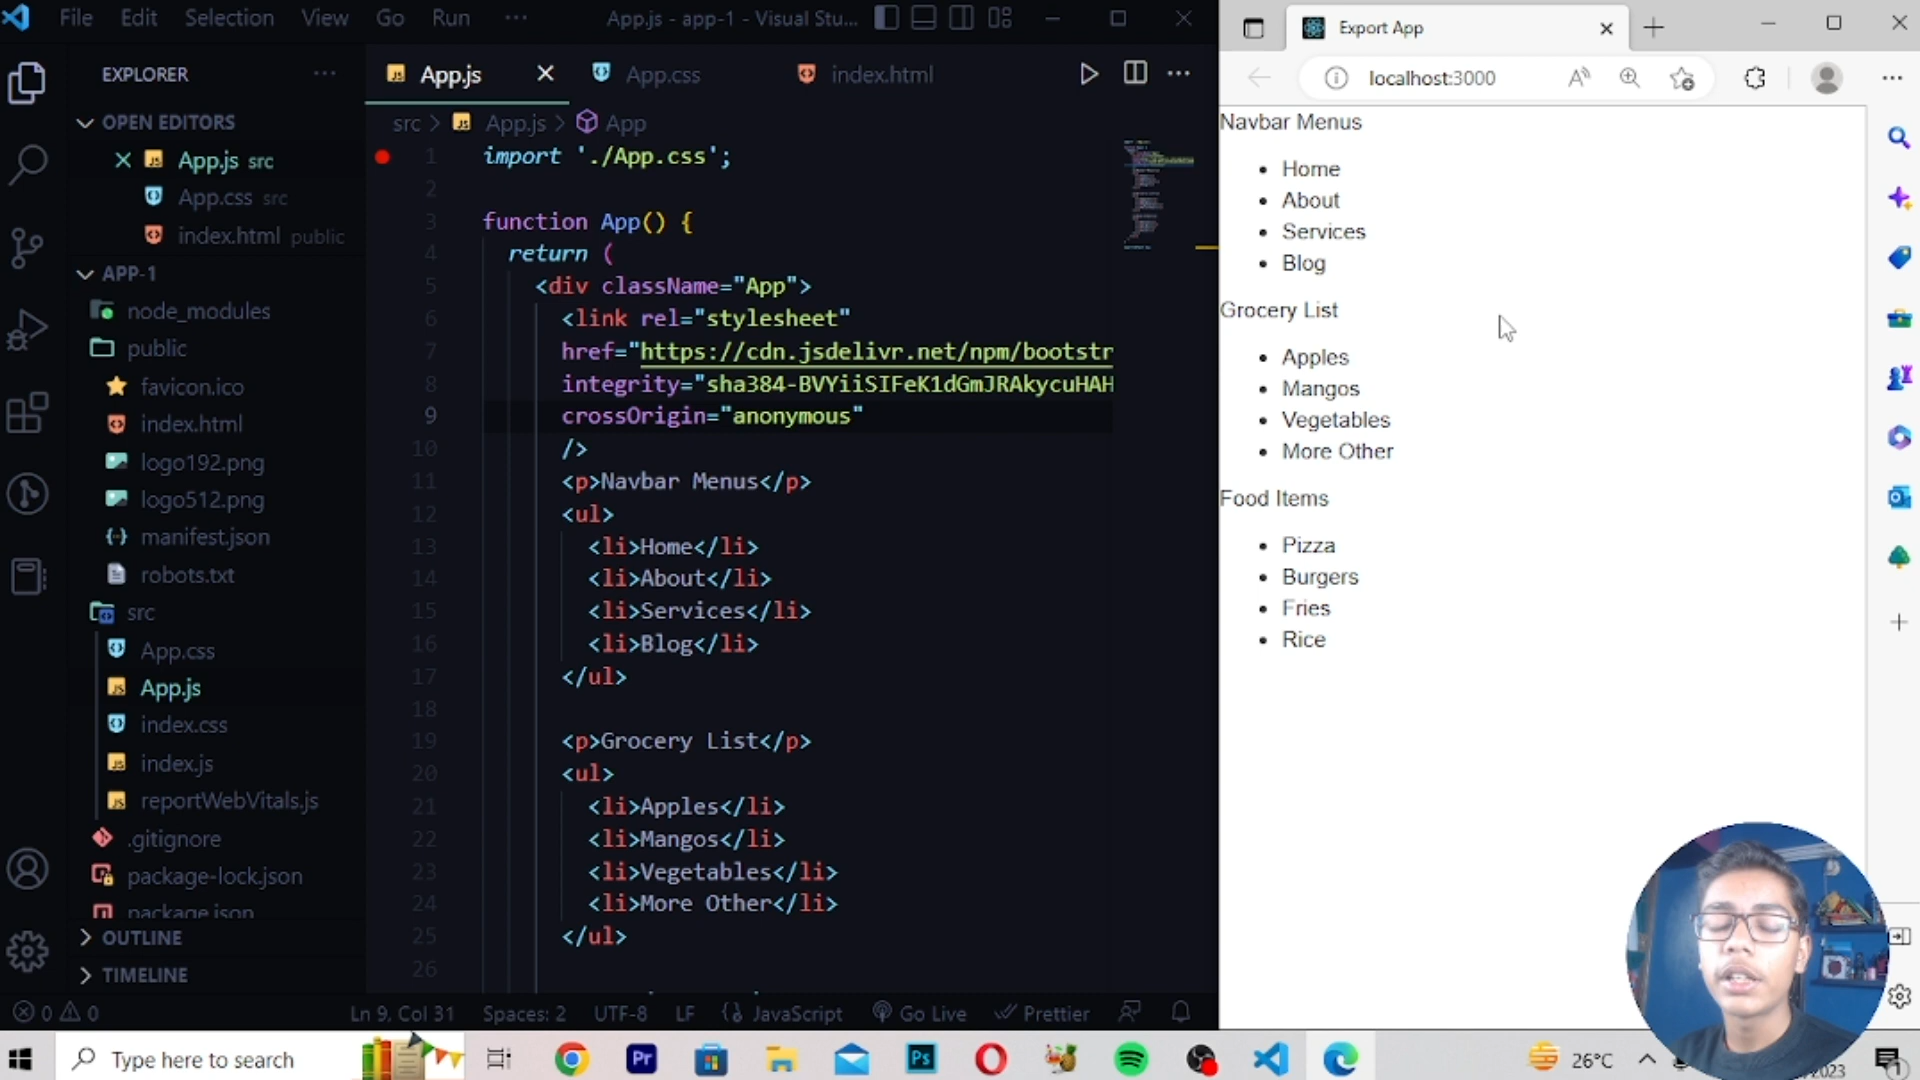 File Edit Selection View Go Run ··· App.js - app-1 - Visual Stu...
EXPLORER ···
OPEN EDITORS
App.js src
App.css src
index.html public
APP-1
node_modules
public
favicon.ico
index.html
logo192.png
logo512.png
manifest.json
robots.txt
src
App.css
App.js
index.css
index.js
reportWebVitals.js
.gitignore
package-lock.json
package.json
OUTLINE
TIMELINE
App.js App.css index.html
src > App.js > App
1 import './App.css';
2
3 function App() {
4 return (
5 <div className="App">
6 <link rel="stylesheet"
7 href="https://cdn.jsdelivr.net/npm/bootstr
8 integrity="sha384-BVYiiSIFeK1dGmJRAkycuHAH
9 crossOrigin="anonymous"
10 />
11 <p>Navbar Menus</p>
12 <ul>
13 <li>Home</li>
14 <li>About</li>
15 <li>Services</li>
16 <li>Blog</li>
17 </ul>
18
19 <p>Grocery List</p>
20 <ul>
21 <li>Apples</li>
22 <li>Mangos</li>
23 <li>Vegetables</li>
24 <li>More Other</li>
25 </ul>
26
0 0 Ln 9, Col 31 Spaces: 2 UTF-8 LF JavaScript Go Live Prettier
Export App
localhost:3000
Navbar Menus
• Home
• About
• Services
• Blog
Grocery List
• Apples
• Mangos
• Vegetables
• More Other
Food Items
• Pizza
• Burgers
• Fries
• Rice
Type here to search
Pr
Ps
26°C
2023
1